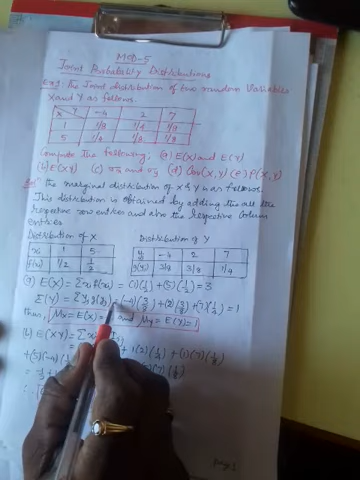 MOD-5
Joint Probability Distributions
The Joint distribution of two random Variables
X and Y as follows.
X Y -4 2 7
1 1/8 1/4 1/8
5 1/4 1/8 1/8
Compute the following. (a) E(X) and E(Y)
(b) E(XY) (c) σx and σy (d) Cov(X,Y) (e) ρ(X,Y)
Sol: The marginal distribution of X & Y is as follows.
This distribution is obtained by adding the all the
respective row entries and also the respective column
entries
Distribution of X Distribution of Y
xi 1 5 yj -4 2 7
f(xi) 1/2 1/2 g(yj) 3/8 3/8 1/4
(a) E(X) = Σxi f(xi) = (1)(1/2) + (5)(1/2) = 3
E(Y) = Σyj g(yj) = (-4)(3/8) + (2)(3/8) + (7)(1/4) = 1
Thus, μx = E(X) = and μy = E(Y) = 1
(b) E(XY) = Σxi
+ 1(2)(1/4) + (1)(7)(1/8)
+ (5)(-4)(
Page 1